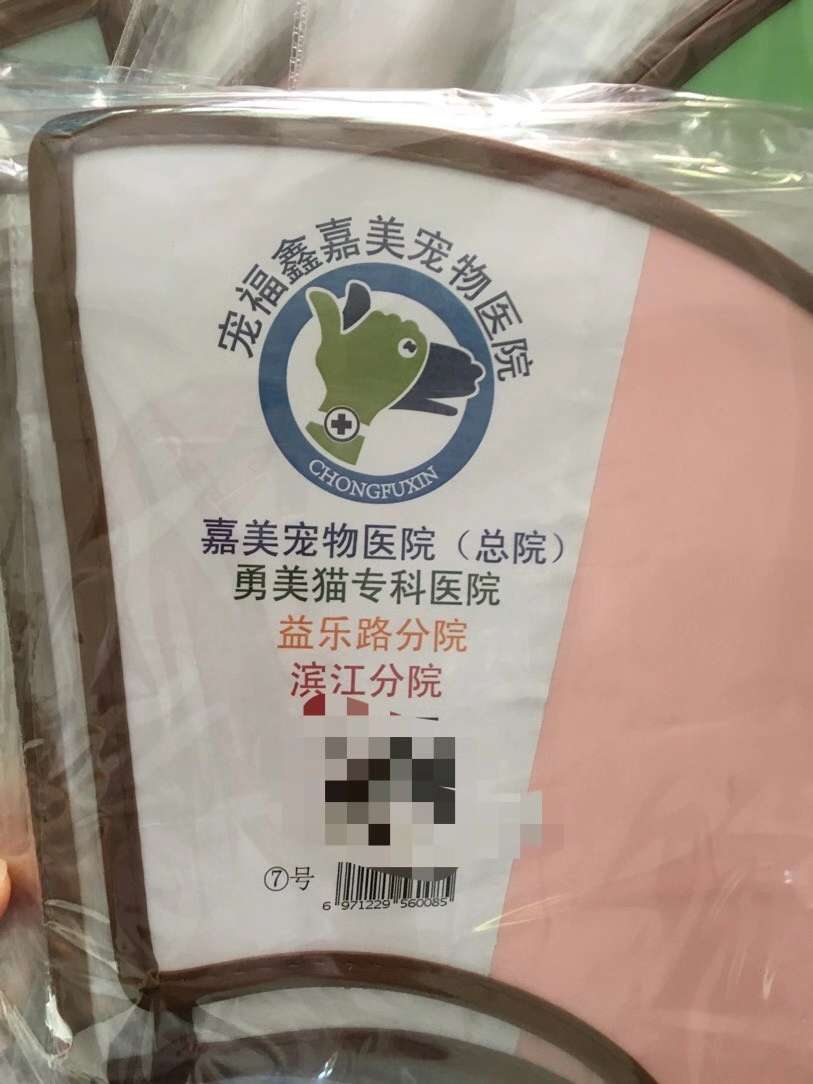 宠福鑫嘉美宠物医院
CHONGFUXIN
嘉美宠物医院（总院）
勇美猫专科医院
益乐路分院
滨江分院
⑦号
6 971229 560085